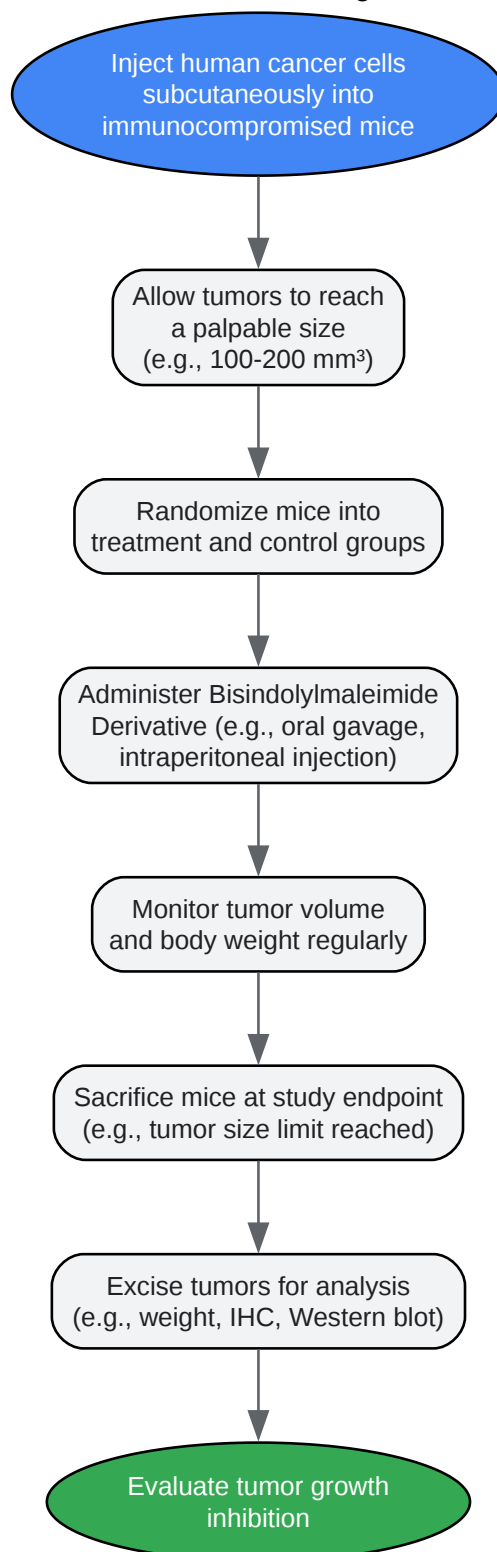 Inject human cancer cells
subcutaneously into
immunocompromised mice
Allow tumors to reach
a palpable size
(e.g., 100-200 mm³)
Randomize mice into
treatment and control groups
Administer Bisindolylmaleimide
Derivative (e.g., oral gavage,
intraperitoneal injection)
Monitor tumor volume
and body weight regularly
Sacrifice mice at study endpoint
(e.g., tumor size limit reached)
Excise tumors for analysis
(e.g., weight, IHC, Western blot)
Evaluate tumor growth
inhibition